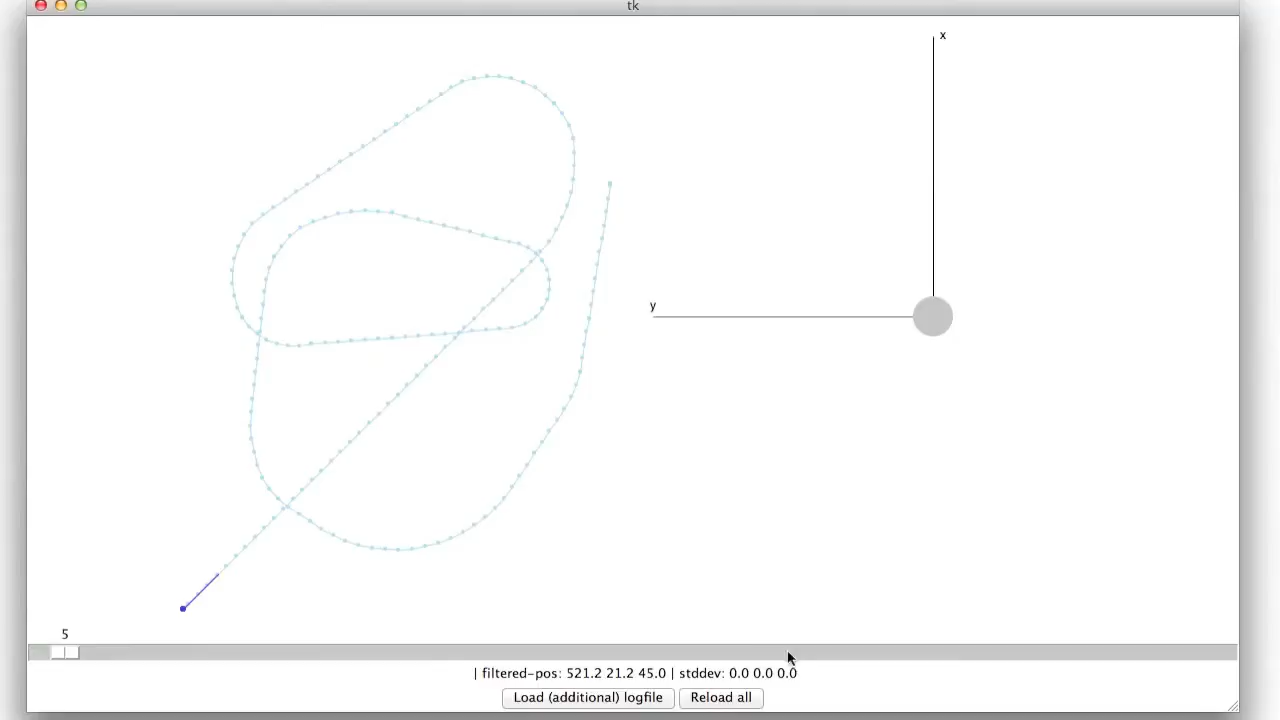 tk
x
y
5
| filtered-pos: 521.2 21.2 45.0 | stddev: 0.0 0.0 0.0
Load (additional) logfile Reload all